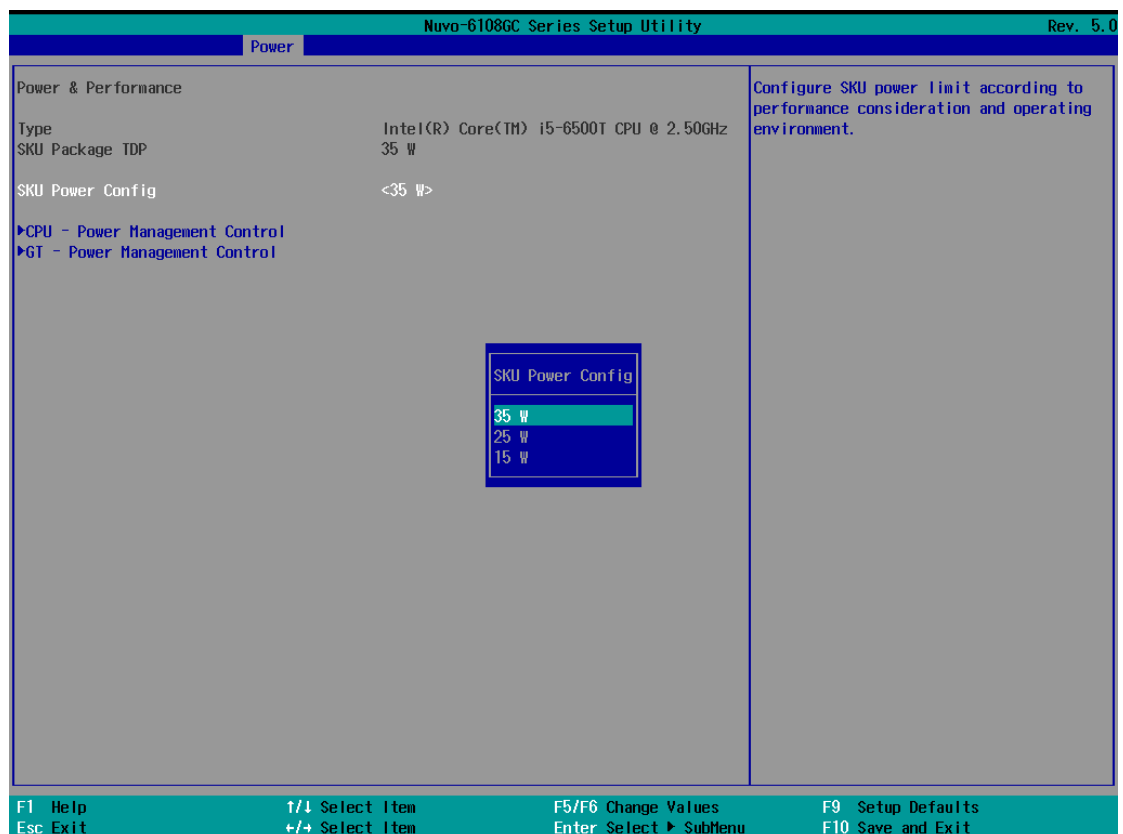 Nuvo-6108GC Series Setup Utility Rev. 5.0
Power
Power & Performance
Type Intel(R) Core(TM) i5-6500T CPU @ 2.50GHz
SKU Package TDP 35 W
SKU Power Config <35 W>
▶CPU - Power Management Control
▶GT - Power Management Control
Configure SKU power limit according to
performance consideration and operating
environment.
SKU Power Config
35 W
25 W
15 W
F1 Help ↑/↓ Select Item F5/F6 Change Values F9 Setup Defaults
Esc Exit ←/→ Select Item Enter Select ▶ SubMenu F10 Save and Exit